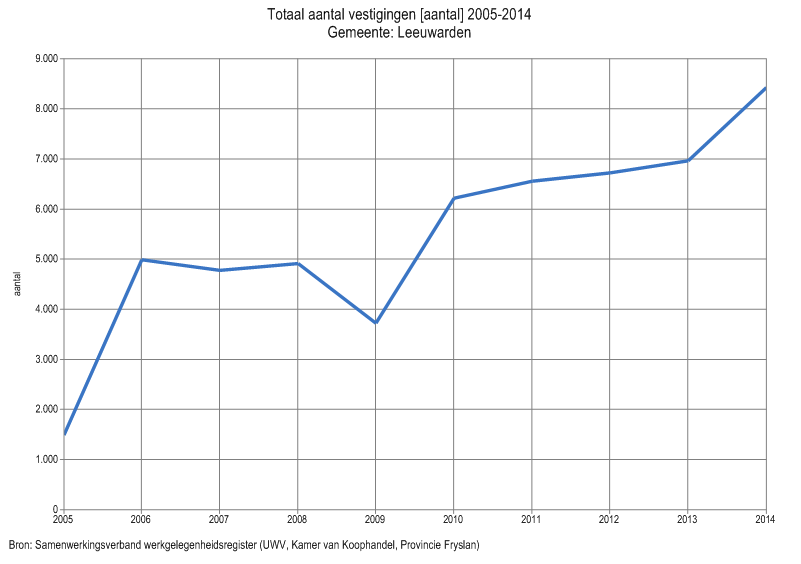 Totaal aantal vestigingen [aantal] 2005-2014
Gemeente: Leeuwarden
9.000
8.000
7.000
6.000
5.000
4.000
3.000
2.000
1.000
0
aantal
2005 2006 2007 2008 2009 2010 2011 2012 2013 2014
Bron: Samenwerkingsverband werkgelegenheidsregister (UWV, Kamer van Koophandel, Provincie Fryslan)